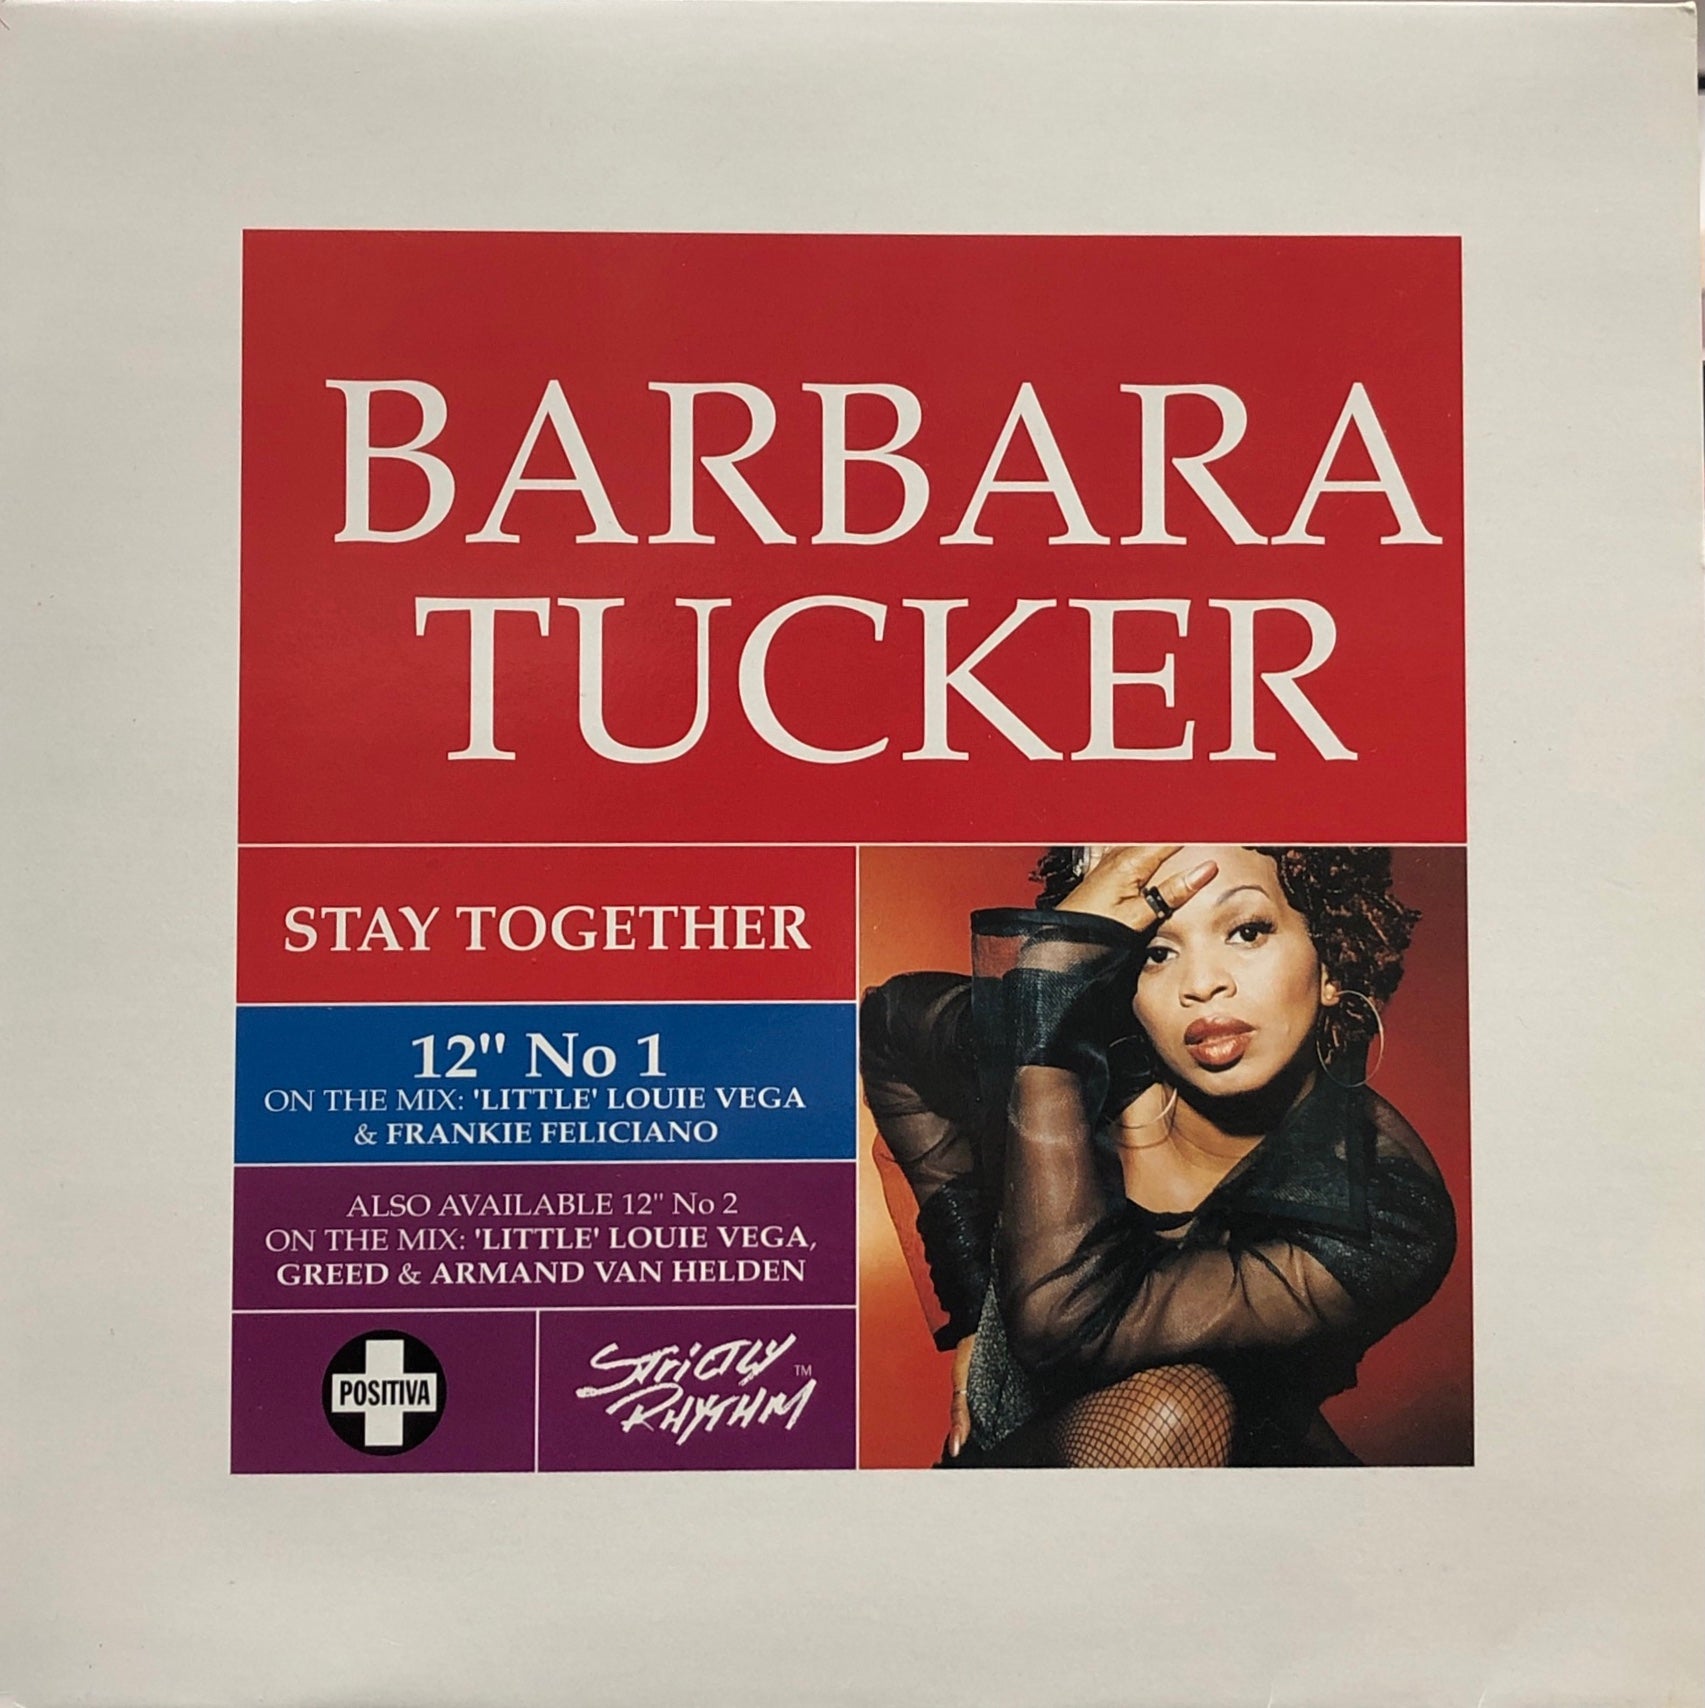 BARBARA
TUCKER
STAY TOGETHER
12" No 1
ON THE MIX: 'LITTLE' LOUIE VEGA
& FRANKIE FELICIANO
ALSO AVAILABLE 12" No 2
ON THE MIX: 'LITTLE' LOUIE VEGA,
GREED & ARMAND VAN HELDEN
POSITIVA
STRICTLY
RHYTHM TM